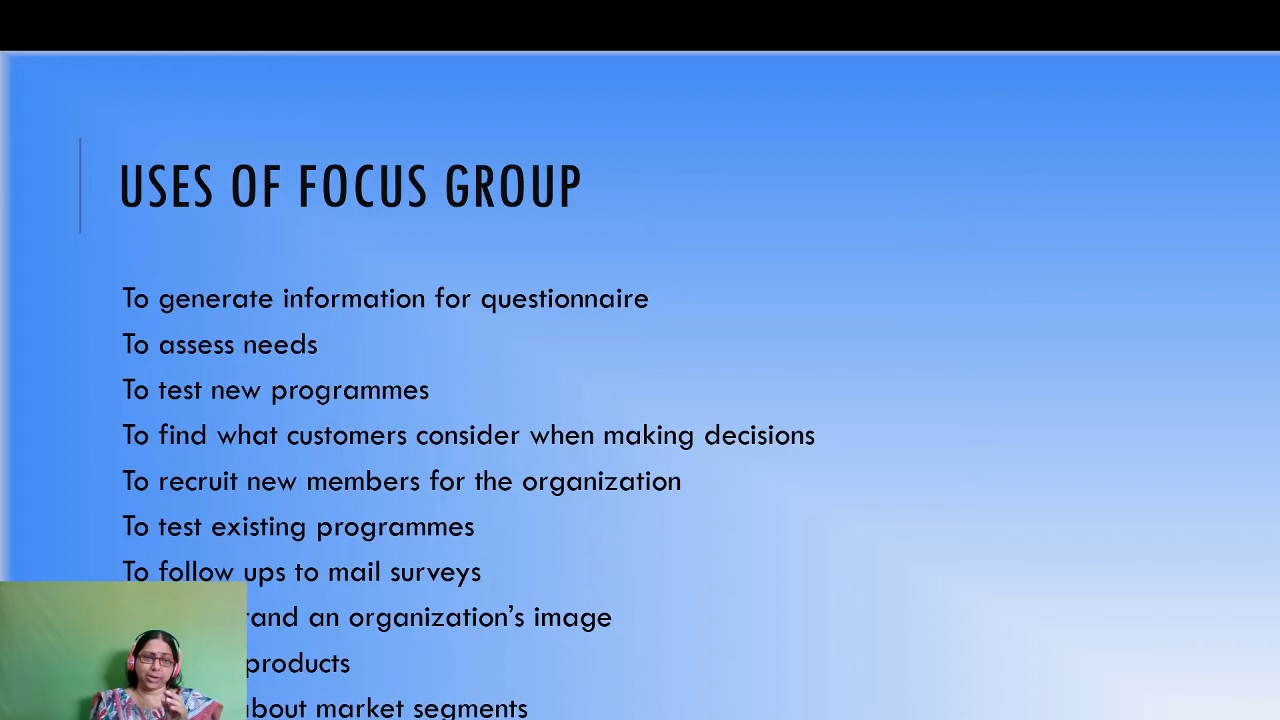 USES OF FOCUS GROUP
To generate information for questionnaire
To assess needs
To test new programmes
To find what customers consider when making decisions
To recruit new members for the organization
To test existing programmes
To follow ups to mail surveys
an organization's image
products
about market segments